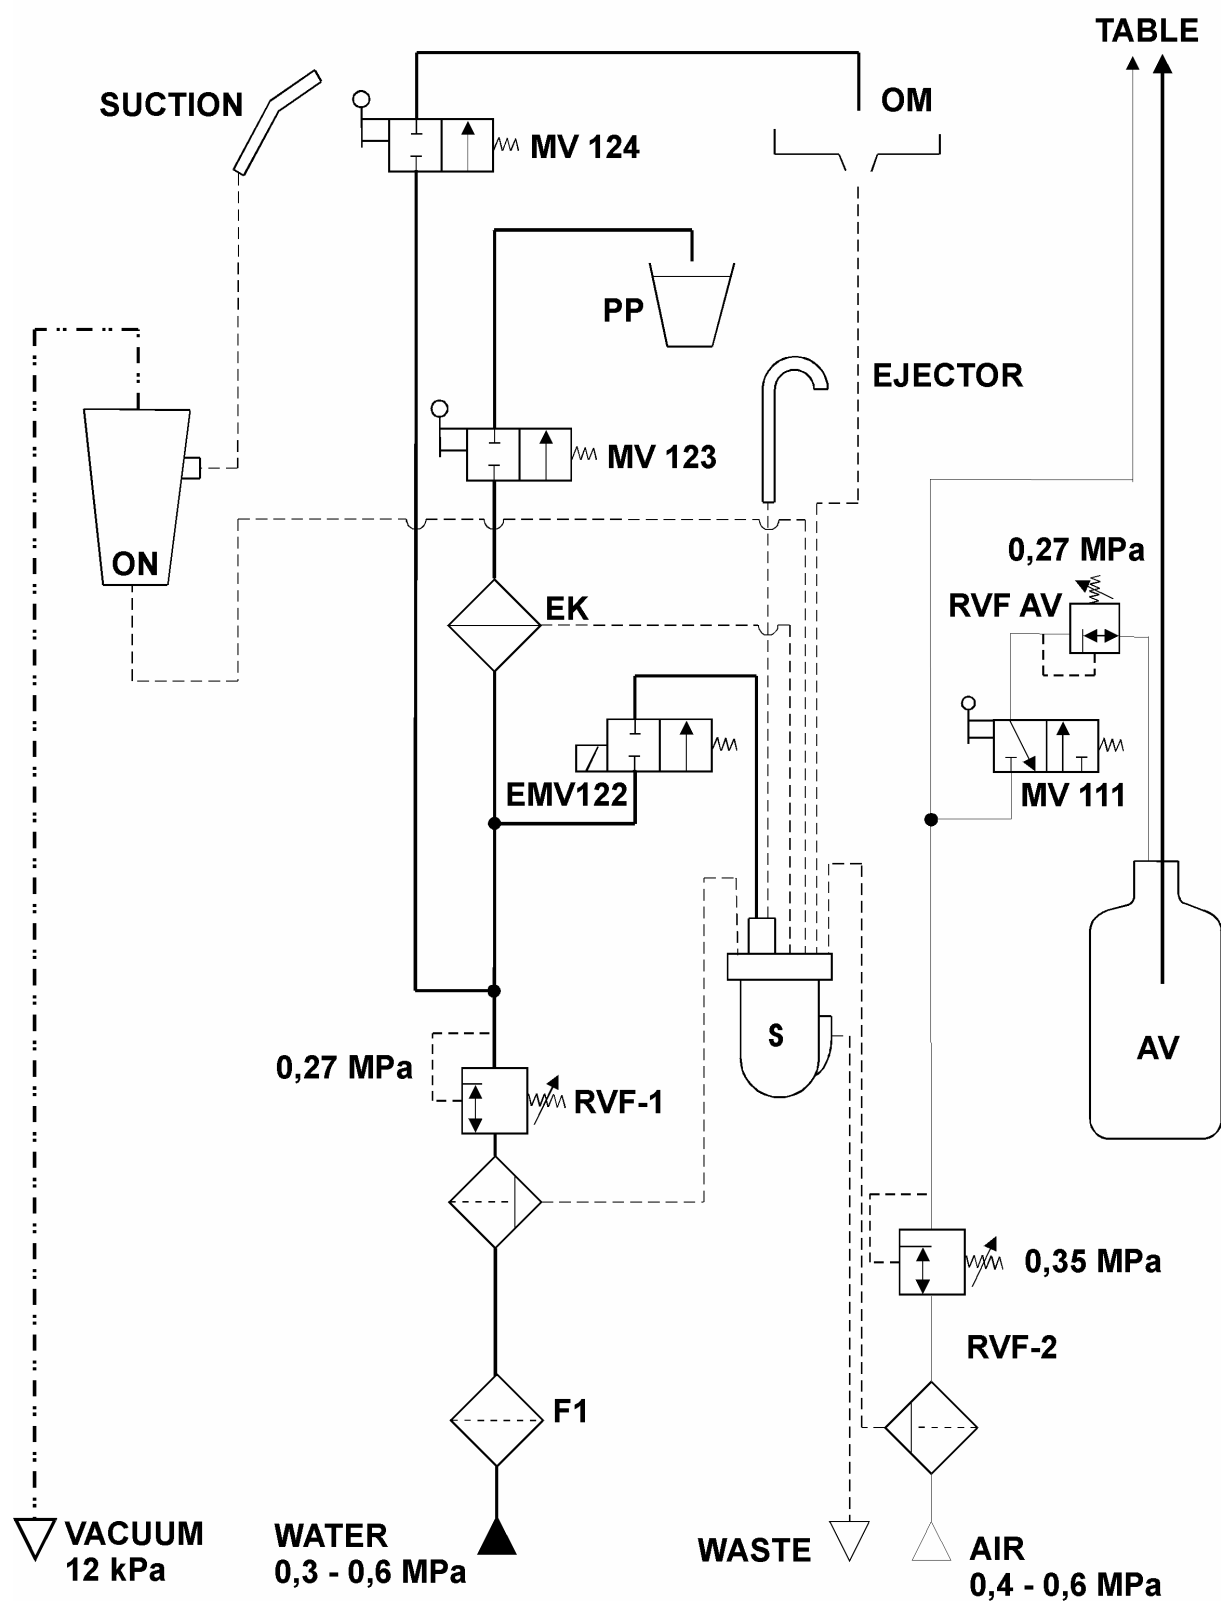 TABLE
SUCTION
OM
MV 124
PP
EJECTOR
MV 123
0,27 MPa
ON
EK
RVF AV
EMV122
MV 111
S
AV
0,27 MPa
RVF-1
0,35 MPa
RVF-2
F1
VACUUM
12 kPa
WATER
0,3 - 0,6 MPa
WASTE
AIR
0,4 - 0,6 MPa